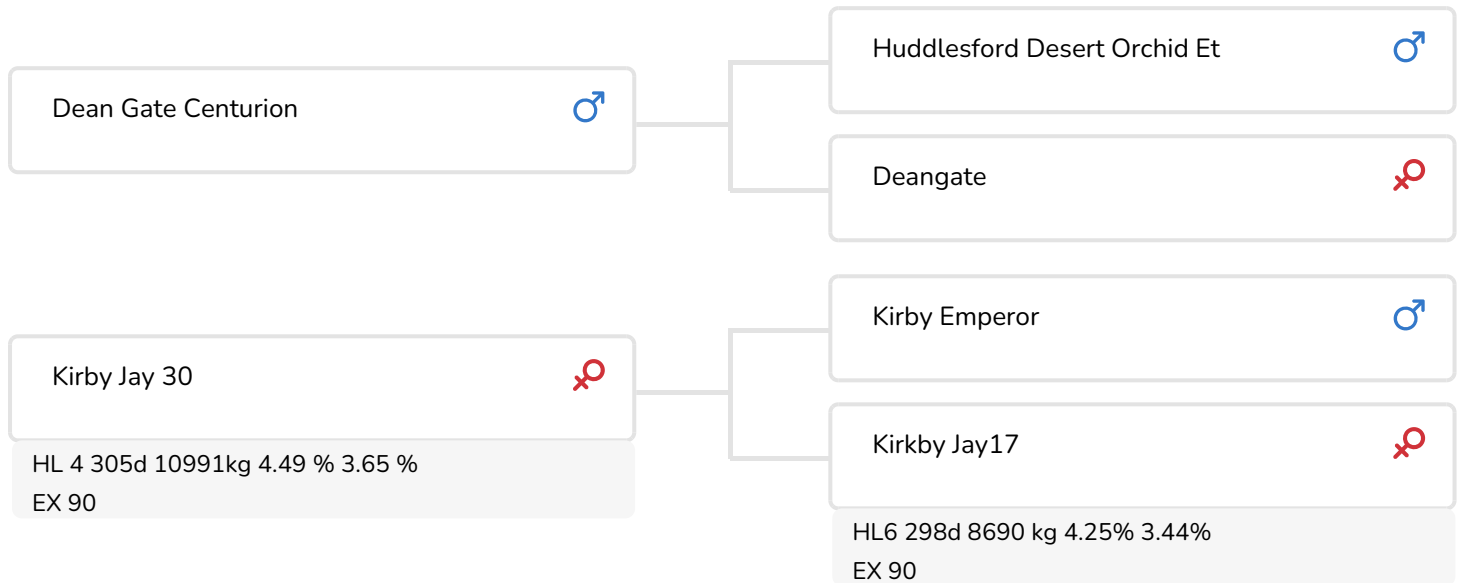 Huddlesford Desert Orchid Et
Dean Gate Centurion
Deangate
Kirby Emperor
Kirby Jay 30
Kirkby Jay17
HL 4 305d 10991kg 4.49 % 3.65 %
EX 90
HL6 298d 8690 kg 4.25% 3.44%
EX 90